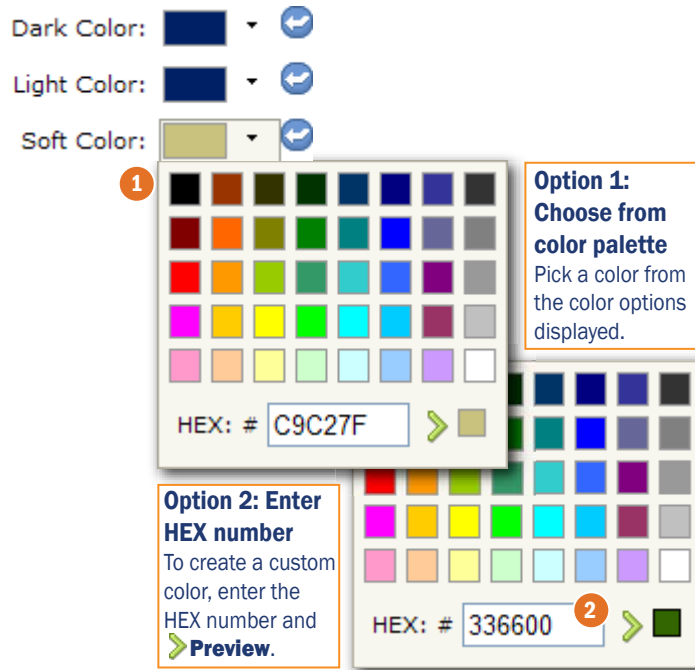 Dark Color:
Light Color:
Soft Color:
1
Option 1:
Choose from
color palette
Pick a color from
the color options
displayed.
HEX: # C9C27F
Option 2: Enter
HEX number
To create a custom
color, enter the
HEX number and
Preview.
HEX: # 336600
2